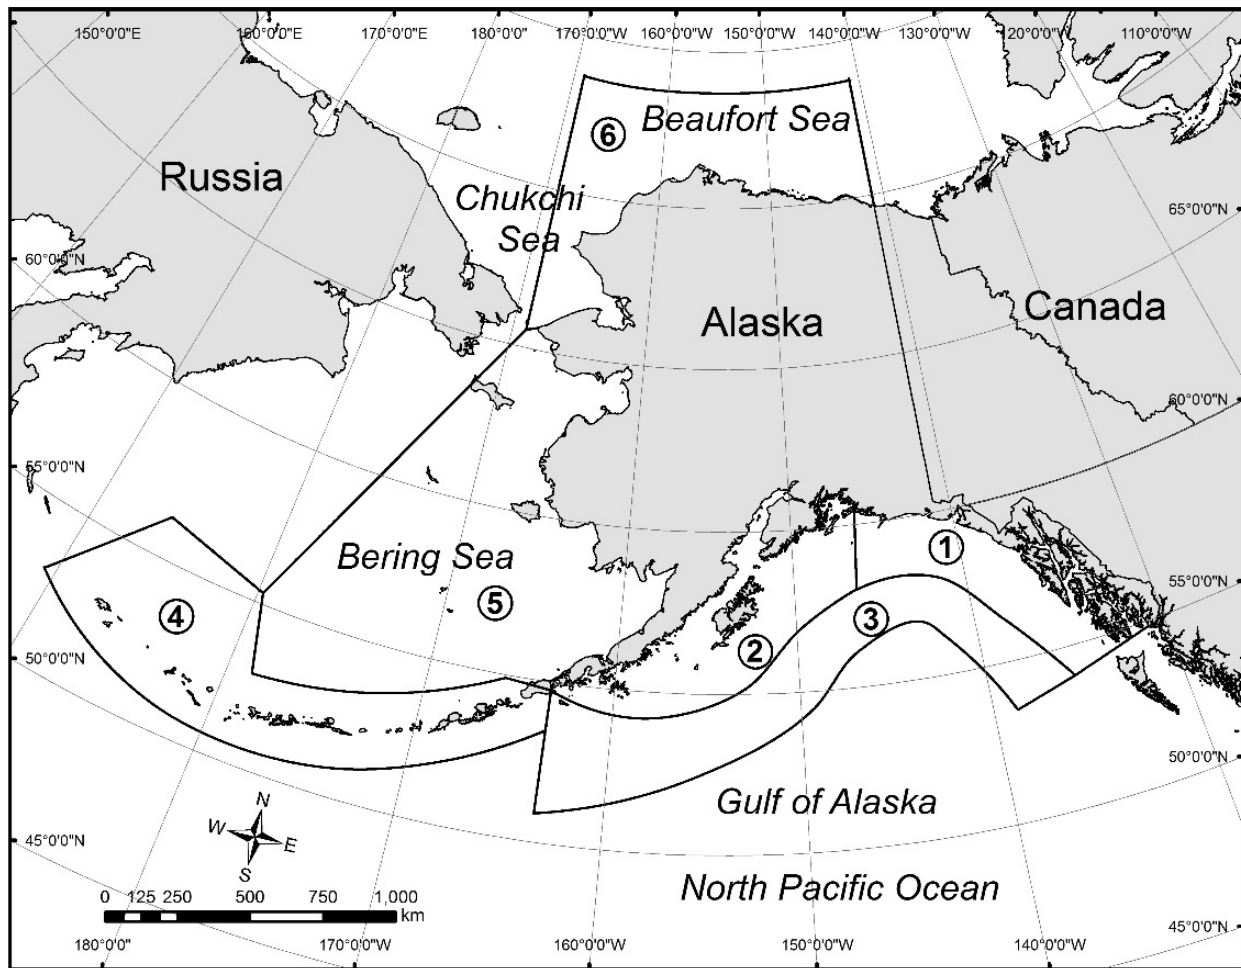 150°0'0"E
160°0'0"E
170°0'0"E
180°0'0"
170°0'0"W
160°0'0"W
150°0'0"W
140°0'0"W
130°0'0"W
120°0'0"W
110°0'0"W
6
Beaufort Sea
Russia
Chukchi
Sea
65°0'0"N
60°0'0"N
Alaska
Canada
60°0'0"N
55°0'0"N
Bering Sea
1
55°0'0"N
4
5
3
2
50°0'0"N
50°0'0"N
Gulf of Alaska
N
W
E
S
45°0'0"N
North Pacific Ocean
0 125 250 500 750 1,000
km
45°0'0"N
180°0'0"W
170°0'0"W
160°0'0"W
150°0'0"W
140°0'0"W